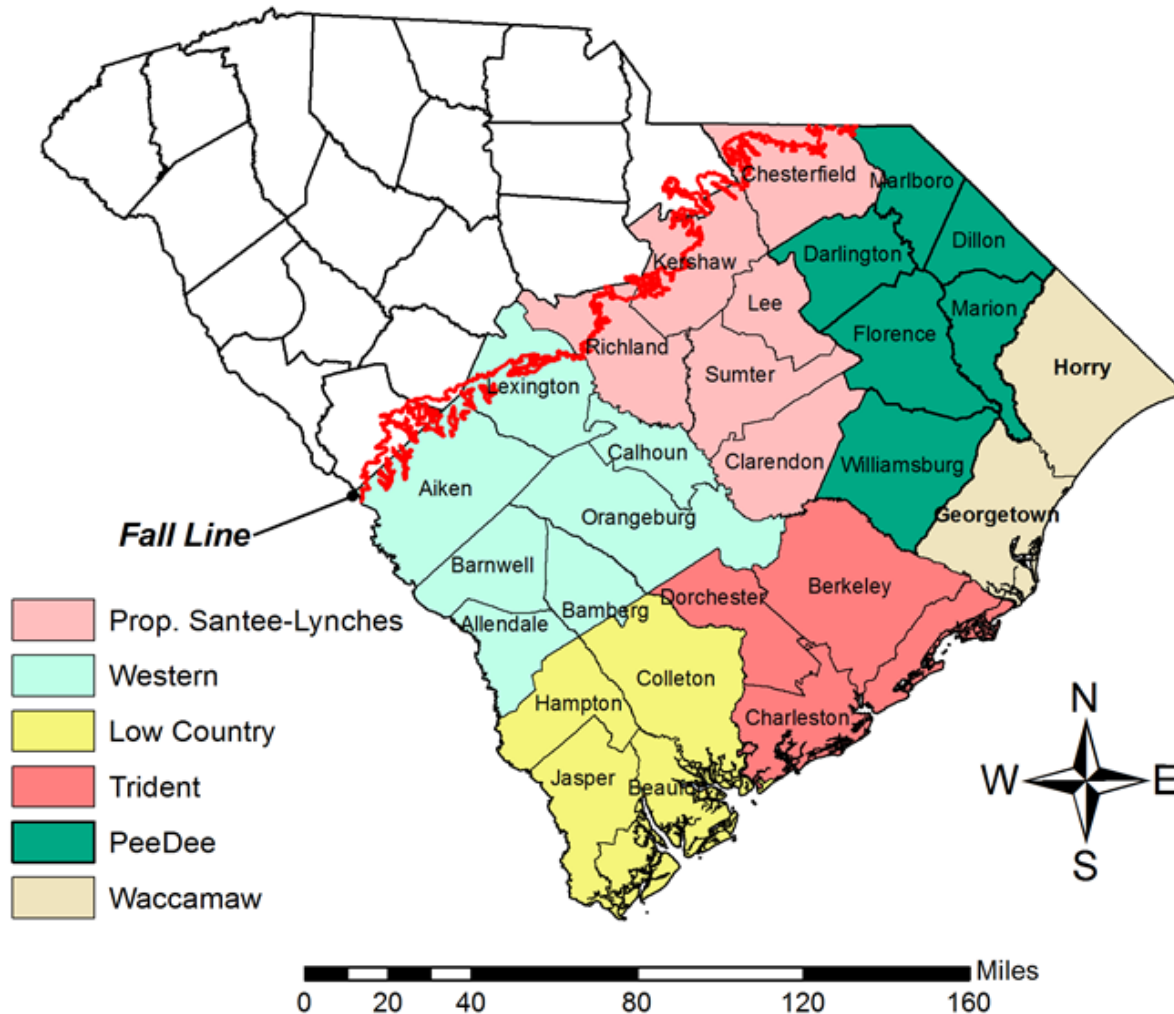 Chesterfield
Marlboro
Dillon
Darlington
Kershaw
Lee
Marion
Florence
Richland
Horry
Sumter
Lexington
Calhoun
Clarendon
Williamsburg
Aiken
Orangeburg
Georgetown
Fall Line
Barnwell
Berkeley
Dorchester
Bamberg
Allendale
Prop. Santee-Lynches
Western
Colleton
Hampton
Charleston
Low Country
Jasper
Trident
PeeDee
Waccamaw
N
W
E
S
Miles
0 20 40 80 120 160